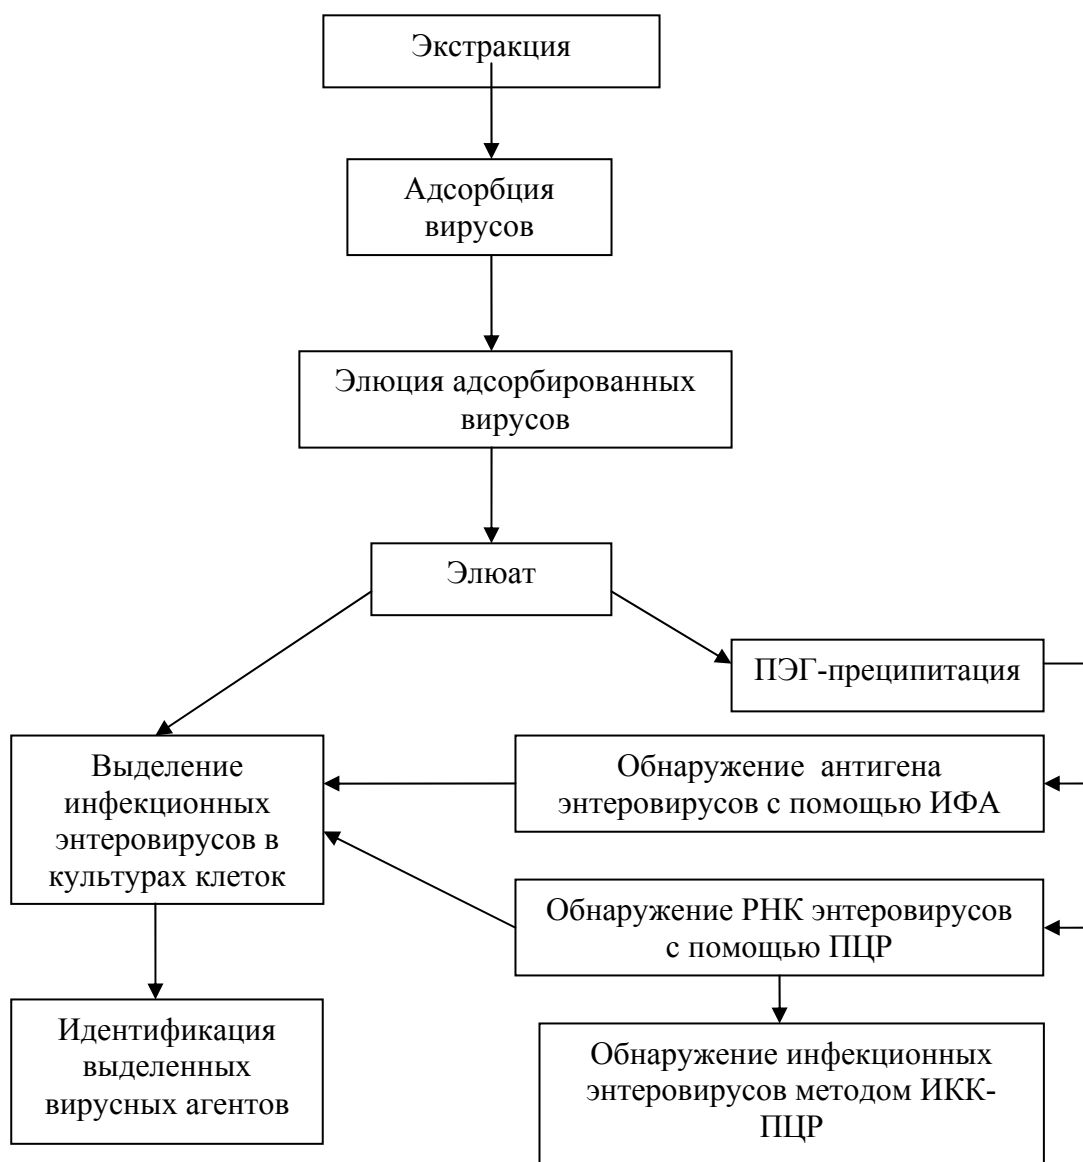 Экстракция
Адсорбция
вирусов
Элюция адсорбированных
вирусов
Элюат
ПЭГ-преципитация
Выделение
инфекционных
энтеровирусов в
культурах клеток
Обнаружение антигена
энтеровирусов с помощью ИФА
Обнаружение РНК энтеровирусов
с помощью ПЦР
Идентификация
выделенных
вирусных агентов
Обнаружение инфекционных
энтеровирусов методом ИКК-
ПЦР